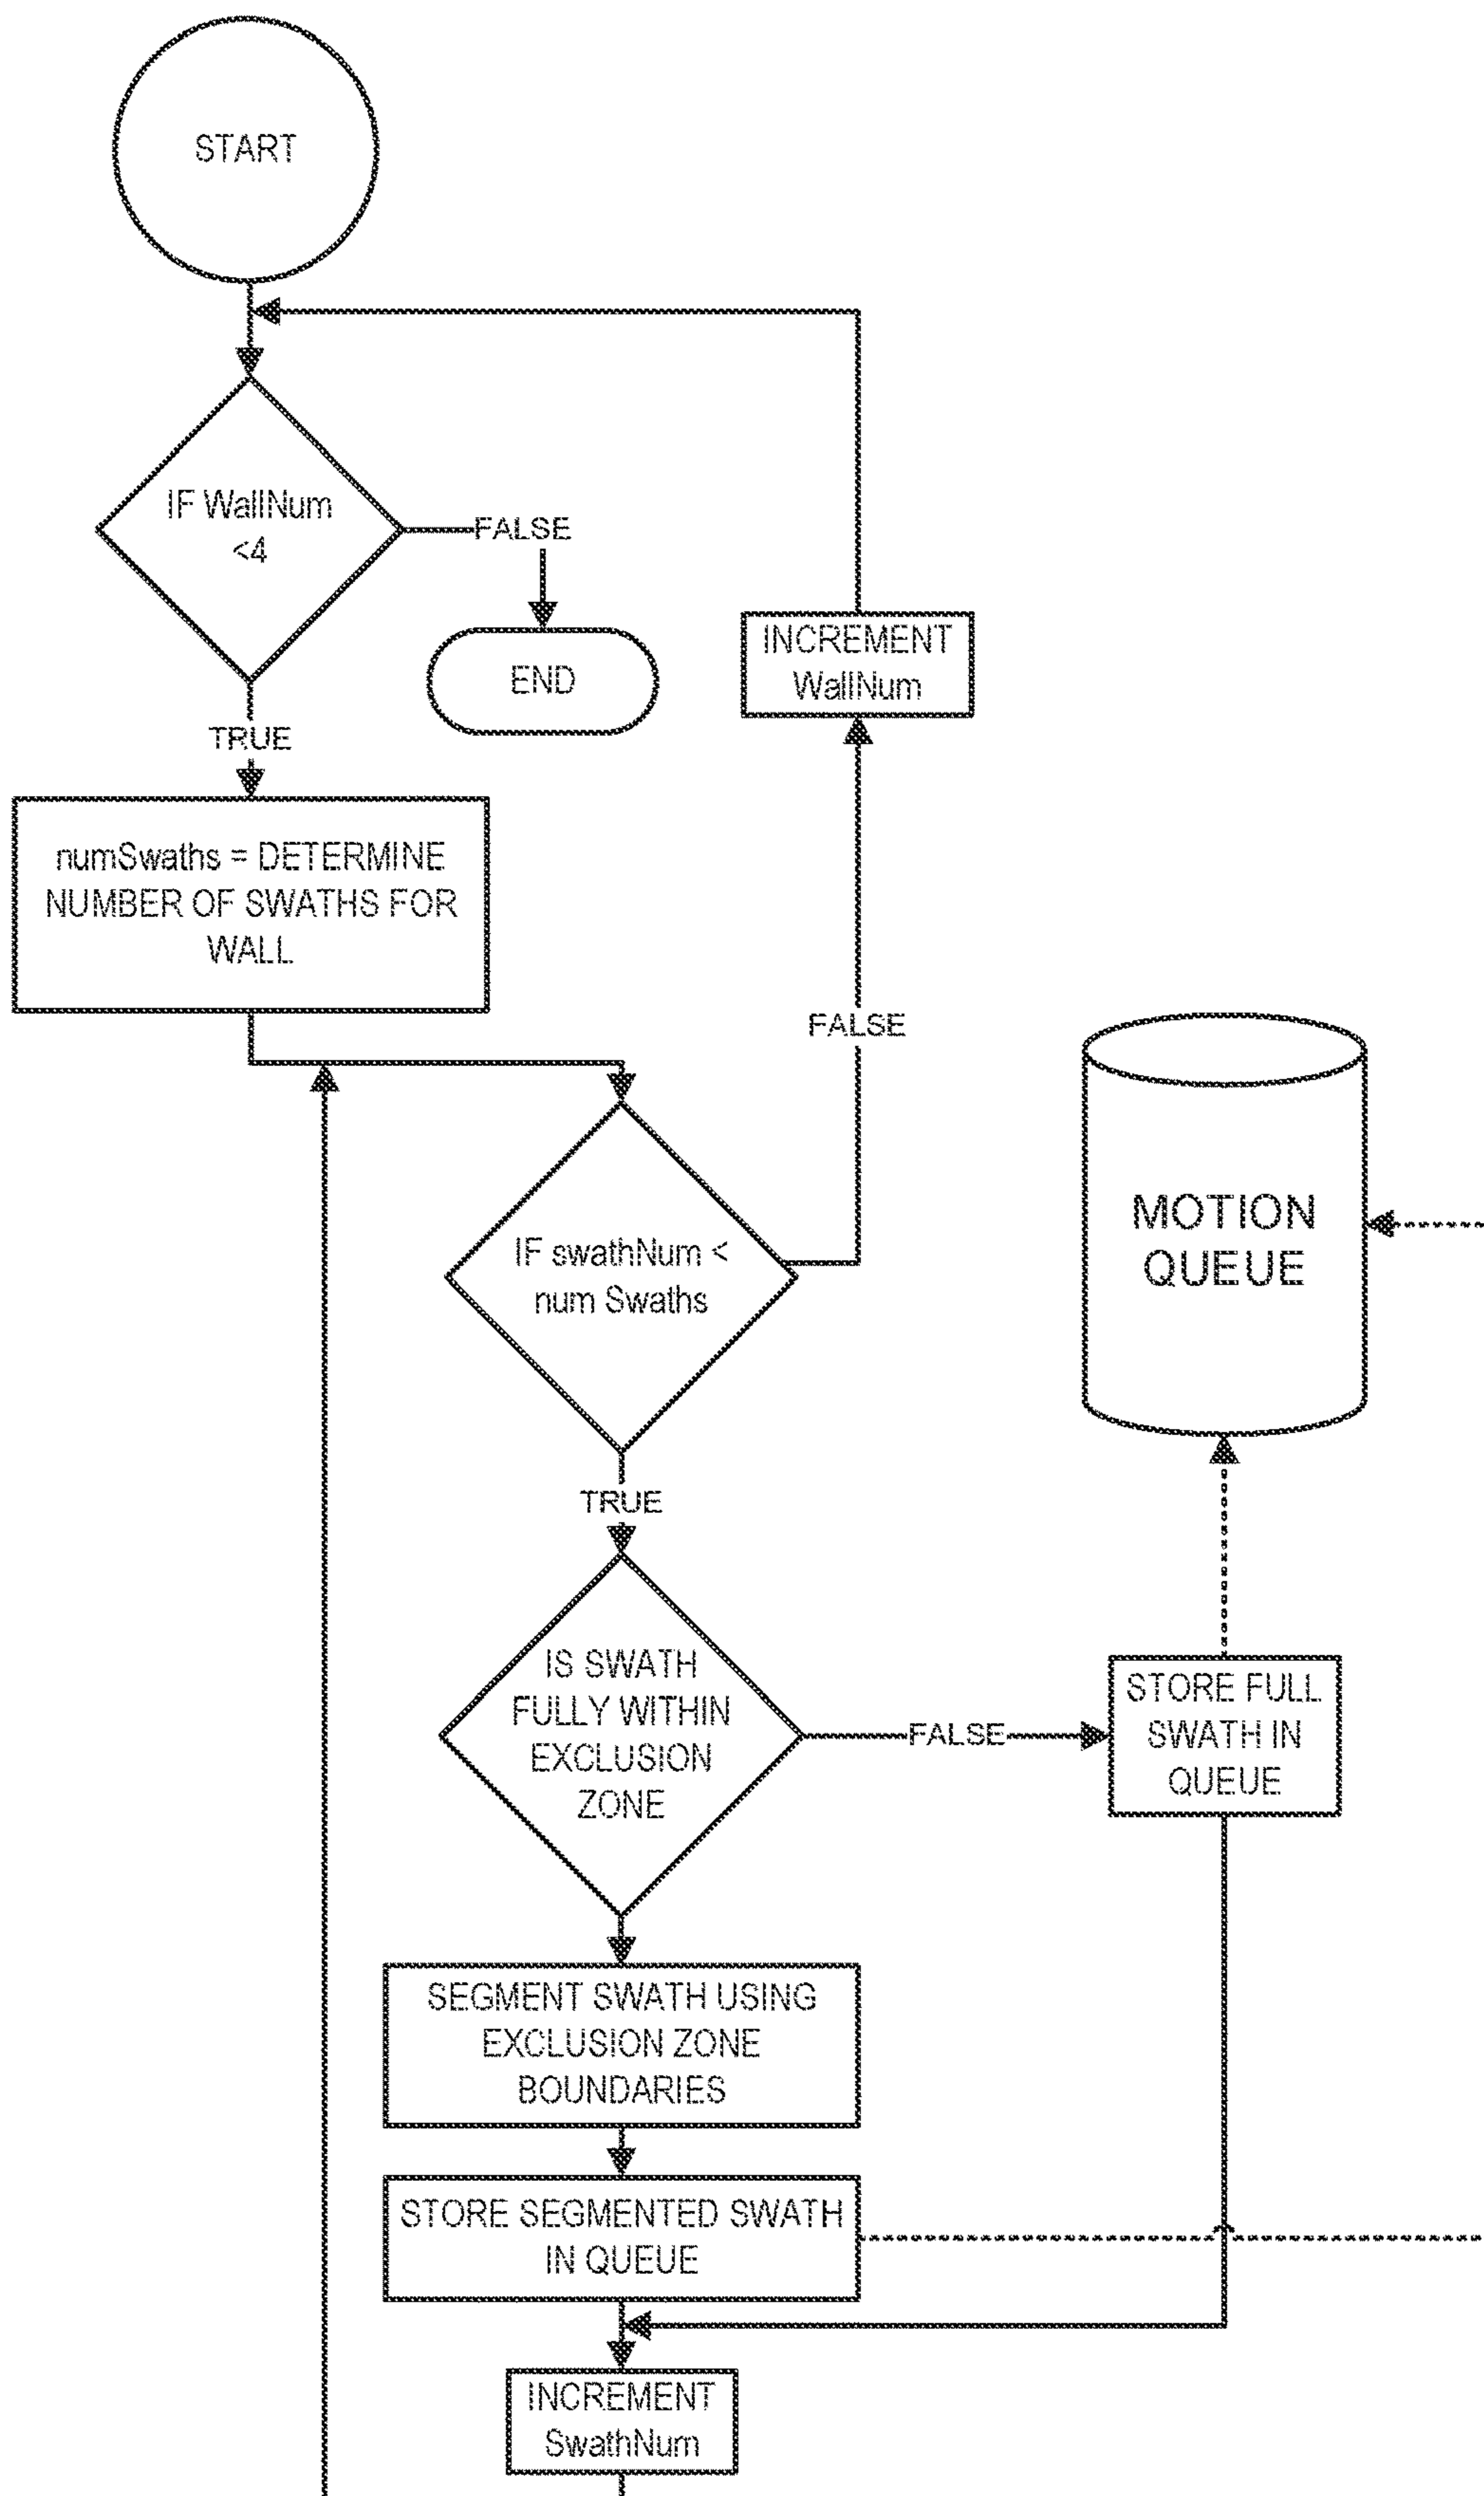 START
IF WallNum
<4
FALSE
END
INCREMENT
WallNum
TRUE
numSwaths = DETERMINE
NUMBER OF SWATHS FOR
WALL
FALSE
IF swathNum <
num Swaths
MOTION
QUEUE
TRUE
IS SWATH
FULLY WITHIN
EXCLUSION
ZONE
FALSE
STORE FULL
SWATH IN
QUEUE
SEGMENT SWATH USING
EXCLUSION ZONE
BOUNDARIES
STORE SEGMENTED SWATH
IN QUEUE
INCREMENT
SwathNum